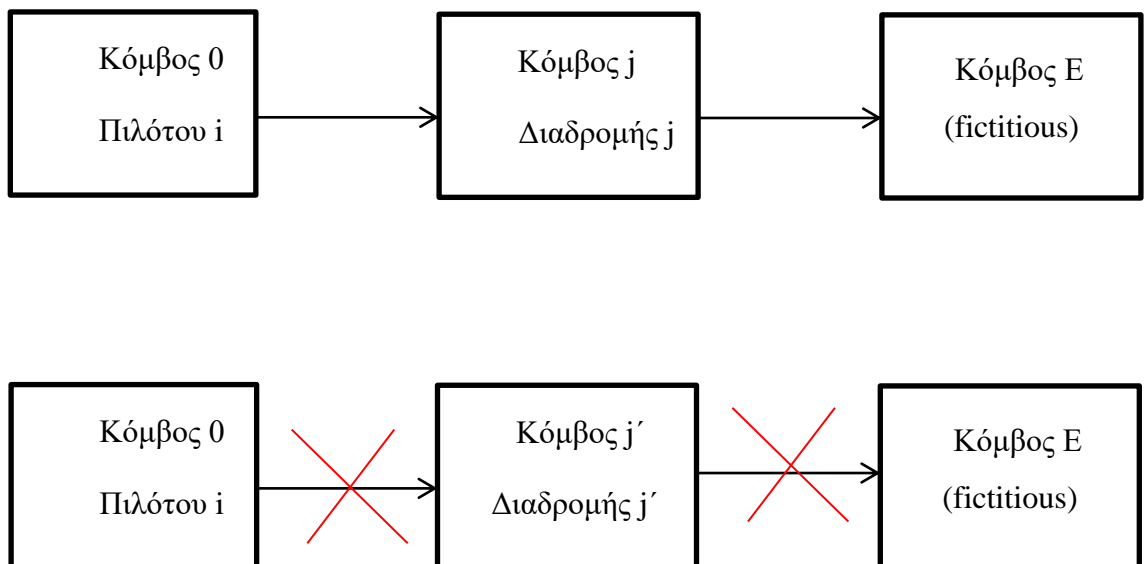 Κόμβος 0
Πιλότου i
Κόμβος j
Διαδρομής j
Κόμβος Ε
(fictitious)
Κόμβος 0
Πιλότου i
Κόμβος j΄
Διαδρομής j΄
Κόμβος Ε
(fictitious)